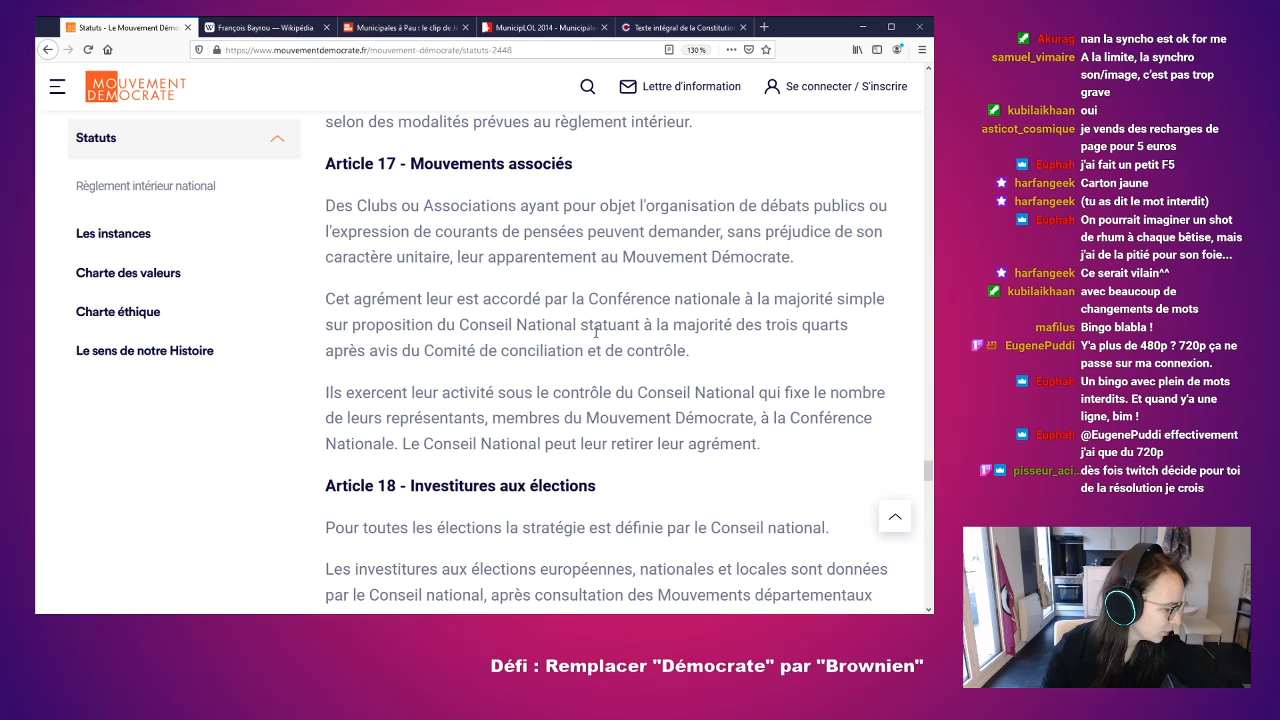 Statuts - Le Mouvement Démo
François Bayrou — Wikipédia
Municipales à Pau : le clip de J
MunicipLOL 2014 - Municipale
Texte intégral de la Constitution
https://www.mouvementdemocrate.fr/mouvement-démocrate/statuts-2448
130 %
MOUVEMENT
DEMOCRATE
Lettre d'information
Se connecter / S'inscrire
Statuts
Règlement intérieur national
Les instances
Charte des valeurs
Charte éthique
Le sens de notre Histoire
selon des modalités prévues au règlement intérieur.
Article 17 - Mouvements associés
Des Clubs ou Associations ayant pour objet l'organisation de débats publics ou
l'expression de courants de pensées peuvent demander, sans préjudice de son
caractère unitaire, leur apparentement au Mouvement Démocrate.
Cet agrément leur est accordé par la Conférence nationale à la majorité simple
sur proposition du Conseil National statuant à la majorité des trois quarts
après avis du Comité de conciliation et de contrôle.
Ils exercent leur activité sous le contrôle du Conseil National qui fixe le nombre
de leurs représentants, membres du Mouvement Démocrate, à la Conférence
Nationale. Le Conseil National peut leur retirer leur agrément.
Article 18 - Investitures aux élections
Pour toutes les élections la stratégie est définie par le Conseil national.
Les investitures aux élections européennes, nationales et locales sont données
par le Conseil national, après consultation des Mouvements départementaux
Akurag nan la syncho est ok for me
samuel_vimaire A la limite, la synchro
son/image, c'est pas trop
grave
kubilaikhaan oui
asticot_cosmique je vends des recharges de
page pour 5 euros
Euphah j'ai fait un petit F5
harfangeek Carton jaune
harfangeek (tu as dit le mot interdit)
Euphah On pourrait imaginer un shot
de rhum à chaque bêtise, mais
j'ai de la pitié pour son foie...
harfangeek Ce serait vilain^^
kubilaikhaan avec beaucoup de
changements de mots
mafilus Bingo blabla !
EugenePuddi Y'a plus de 480p ? 720p ça ne
passe sur ma connexion.
Euphah Un bingo avec plein de mots
interdits. Et quand y'a une
ligne, bim !
Euphah @EugenePuddi effectivement
j'ai que du 720p
pisseur_aci... dès fois twitch décide pour toi
de la résolution je crois
Défi : Remplacer "Démocrate" par "Brownien"